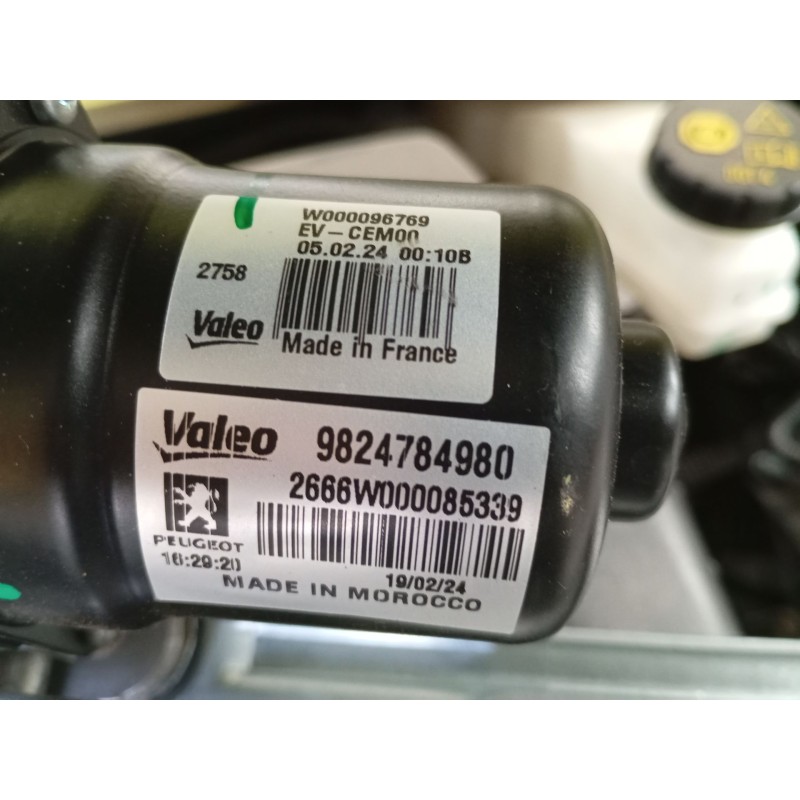 W000096769
EV-CEM00
05.02.24 00:10B
2758
Valeo
Made in France
Valeo 9824784980
2666W000085339
PEUGEOT
16:29:20
19/02/24
MADE IN MOROCCO